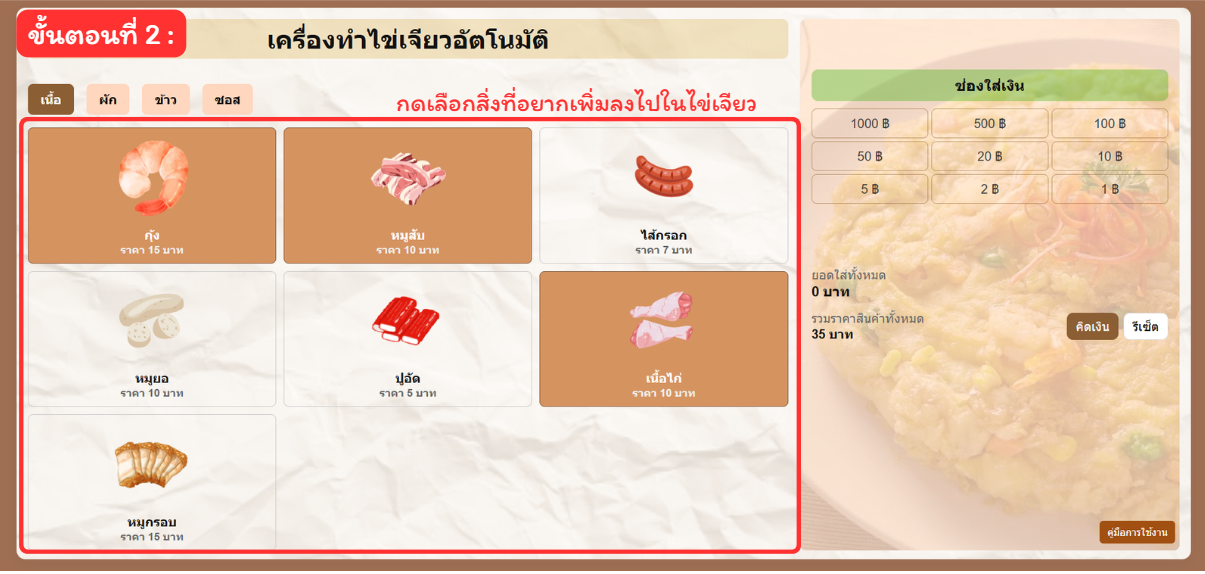 ขั้นตอนที่ 2 :
เครื่องทำไข่เจียวอัตโนมัติ
เนื้อ
ผัก
ข้าว
ซอส
กดเลือกสิ่งที่อยากเพิ่มลงไปในไข่เจียว
กุ้ง
ราคา 15 บาท
หมูสับ
ราคา 10 บาท
ไส้กรอก
ราคา 7 บาท
หมูยอ
ราคา 10 บาท
ปูอัด
ราคา 5 บาท
เนื้อไก่
ราคา 10 บาท
หมูกรอบ
ราคา 15 บาท
ช่องใส่เงิน
1000 ฿
500 ฿
100 ฿
50 ฿
20 ฿
10 ฿
5 ฿
2 ฿
1 ฿
ยอดใส่ทั้งหมด
0 บาท
รวมราคาสินค้าทั้งหมด
35 บาท
คิดเงิน
รีเซ็ต
คู่มือการใช้งาน